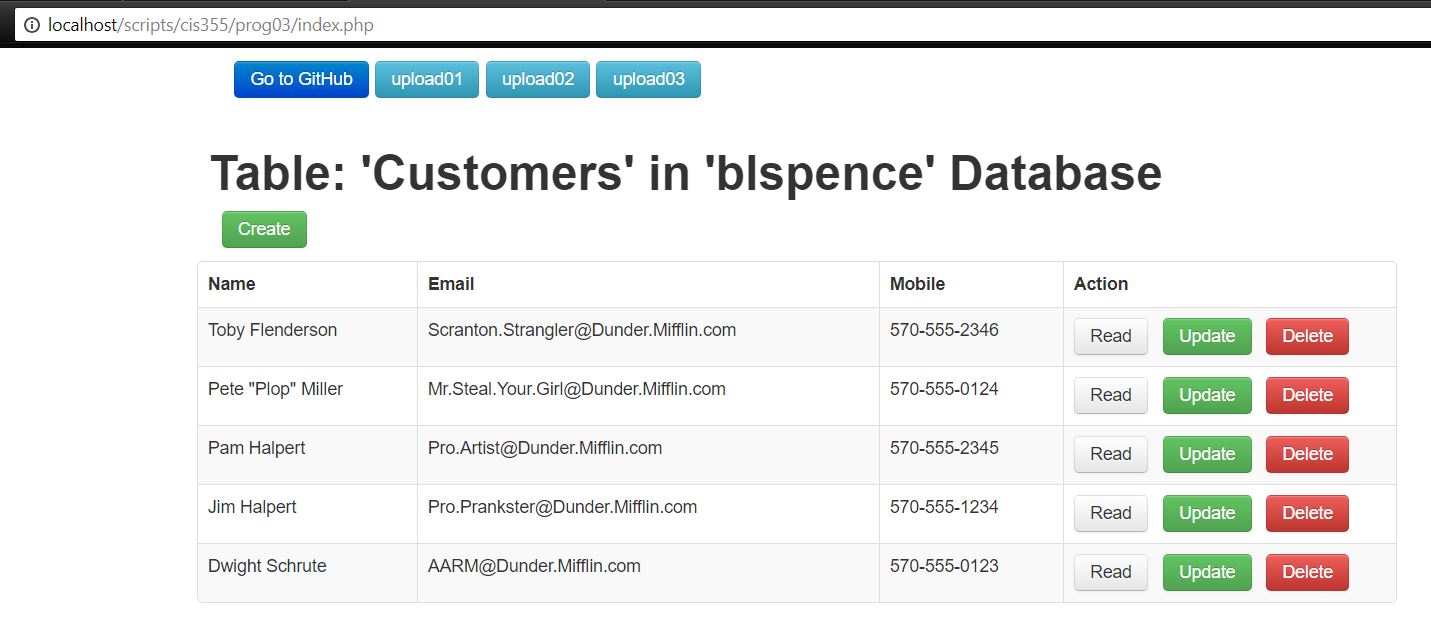 localhost/scripts/cis355/prog03/index.php
Go to GitHub upload01 upload02 upload03
Table: 'Customers' in 'blspence' Database
Create
Name Email Mobile Action
Toby Flenderson Scranton.Strangler@Dunder.Mifflin.com 570-555-2346 Read Update Delete
Pete "Plop" Miller Mr.Steal.Your.Girl@Dunder.Mifflin.com 570-555-0124 Read Update Delete
Pam Halpert Pro.Artist@Dunder.Mifflin.com 570-555-2345 Read Update Delete
Jim Halpert Pro.Prankster@Dunder.Mifflin.com 570-555-1234 Read Update Delete
Dwight Schrute AARM@Dunder.Mifflin.com 570-555-0123 Read Update Delete